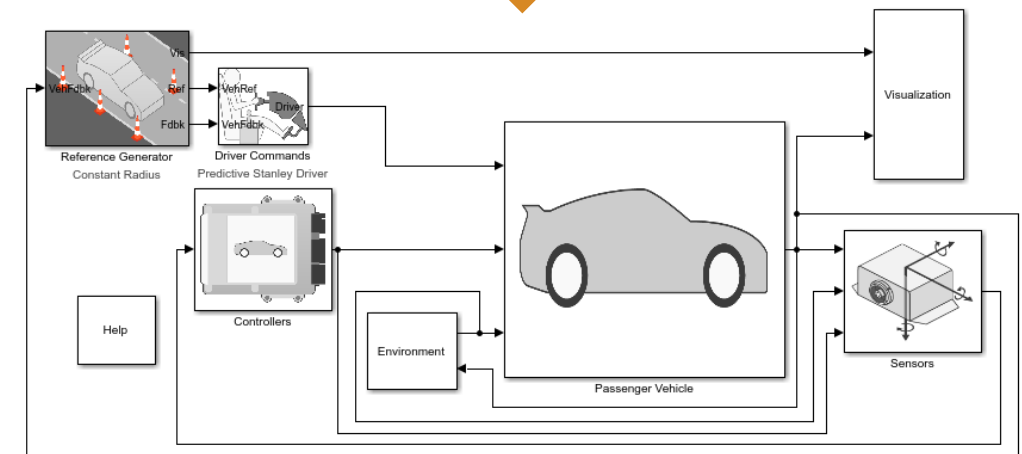 Vis
VehFdbk
Ref
Fdbk
Reference Generator
Constant Radius
VehRef
Driver
VehFdbk
Driver Commands
Predictive Stanley Driver
Visualization
Controllers
Help
Environment
Passenger Vehicle
Sensors